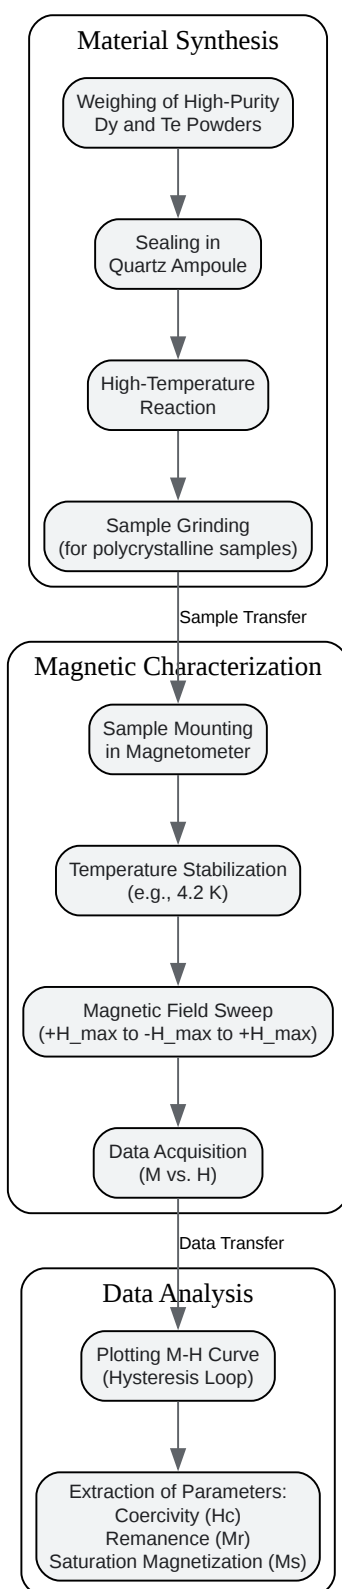 Material Synthesis
Weighing of High-Purity
Dy and Te Powders
Sealing in
Quartz Ampoule
High-Temperature
Reaction
Sample Grinding
(for polycrystalline samples)
Sample Transfer
Magnetic Characterization
Sample Mounting
in Magnetometer
Temperature Stabilization
(e.g., 4.2 K)
Magnetic Field Sweep
(+H_max to -H_max to +H_max)
Data Acquisition
(M vs. H)
Data Transfer
Data Analysis
Plotting M-H Curve
(Hysteresis Loop)
Extraction of Parameters:
Coercivity (Hc)
Remanence (Mr)
Saturation Magnetization (Ms)